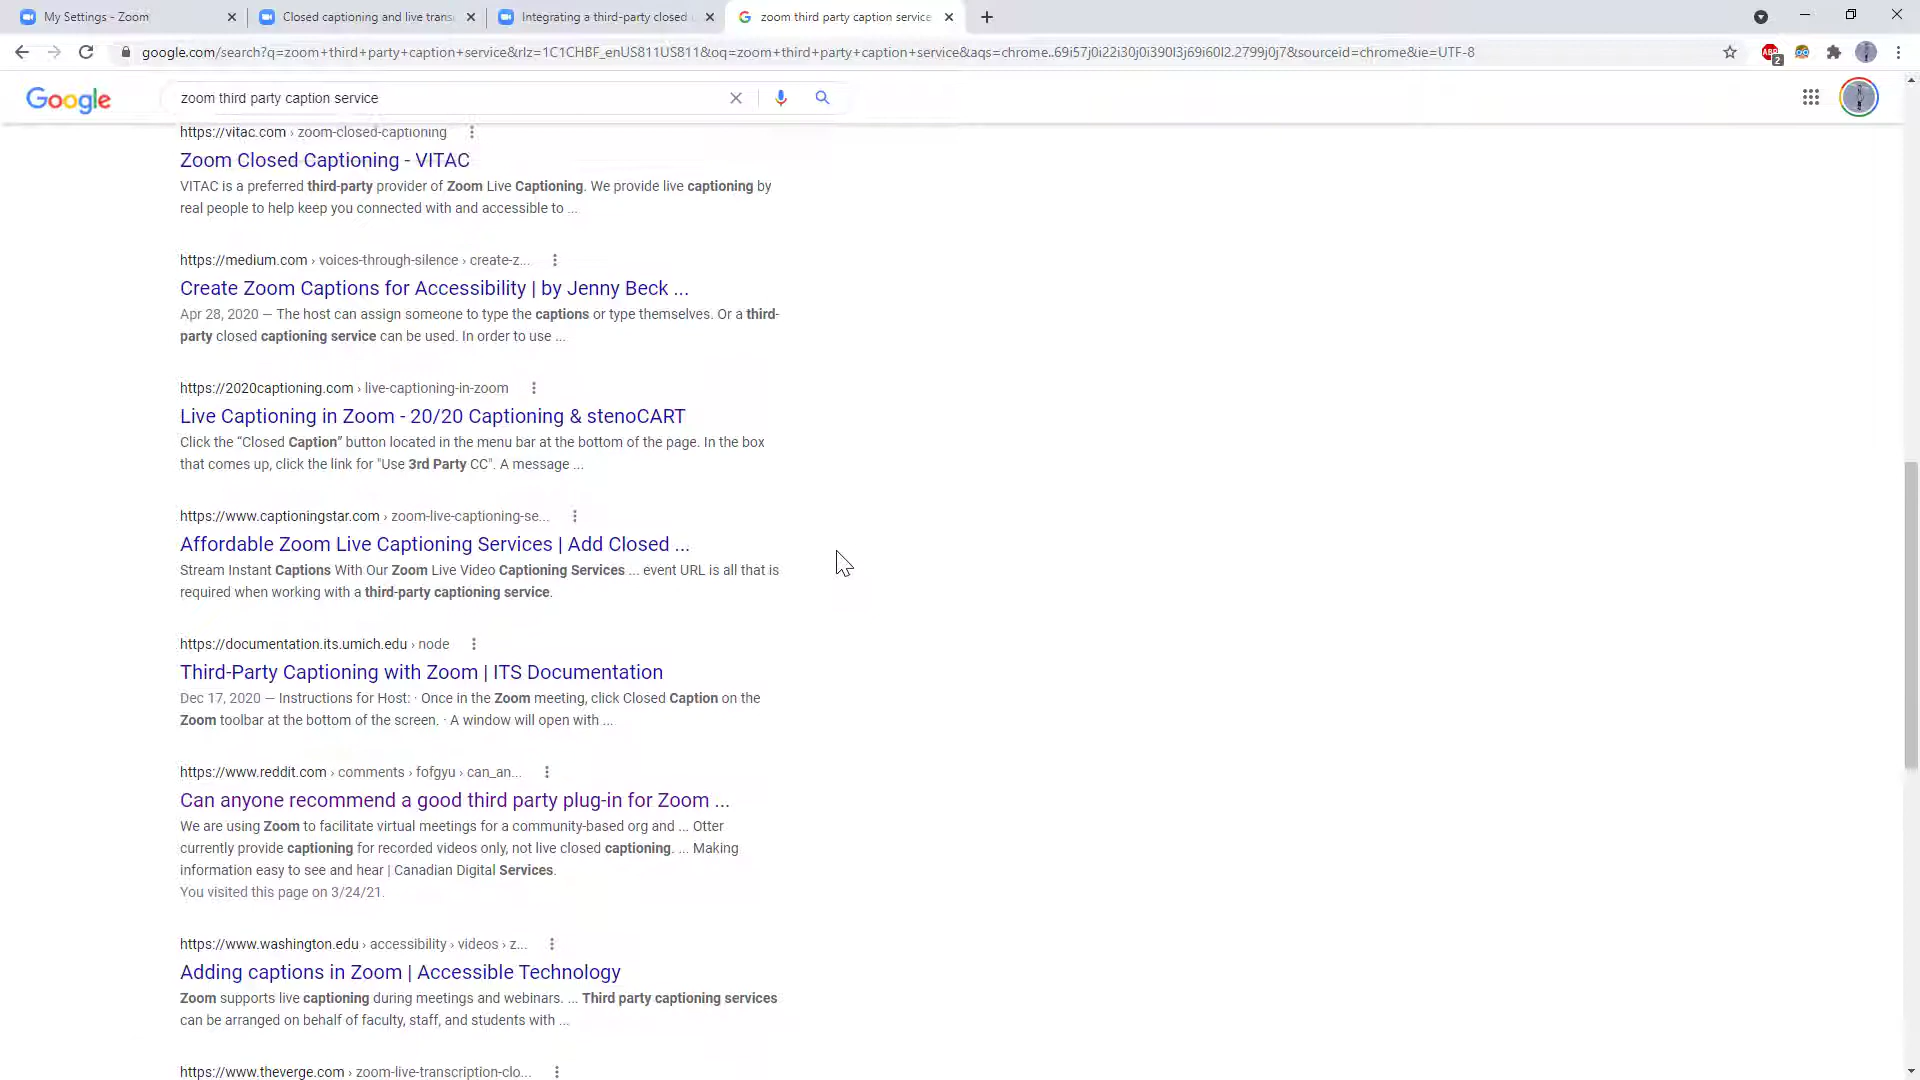 My Settings - Zoom
Closed captioning and live trans
Integrating a third-party closed
zoom third party caption service
google.com/search?q=zoom+third+party+caption+service&rlz=1C1CHBF_enUS811US811&oq=zoom+third+party+caption+service&aqs=chrome..69i57j0i22i30j0i390l3j69i60l2.2799j0j7&sourceid=chrome&ie=UTF-8
ABP
2
Google
zoom third party caption service
https://vitac.com › zoom-closed-captioning
Zoom Closed Captioning - VITAC
VITAC is a preferred third-party provider of Zoom Live Captioning. We provide live captioning by
real people to help keep you connected with and accessible to ...
https://medium.com › voices-through-silence › create-z...
Create Zoom Captions for Accessibility | by Jenny Beck ...
Apr 28, 2020 — The host can assign someone to type the captions or type themselves. Or a third-
party closed captioning service can be used. In order to use ...
https://2020captioning.com › live-captioning-in-zoom
Live Captioning in Zoom - 20/20 Captioning & stenoCART
Click the “Closed Caption” button located in the menu bar at the bottom of the page. In the box
that comes up, click the link for "Use 3rd Party CC". A message ...
https://www.captioningstar.com › zoom-live-captioning-se...
Affordable Zoom Live Captioning Services | Add Closed ...
Stream Instant Captions With Our Zoom Live Video Captioning Services ... event URL is all that is
required when working with a third-party captioning service.
https://documentation.its.umich.edu › node
Third-Party Captioning with Zoom | ITS Documentation
Dec 17, 2020 — Instructions for Host: · Once in the Zoom meeting, click Closed Caption on the
Zoom toolbar at the bottom of the screen. · A window will open with ...
https://www.reddit.com › comments › fofgyu › can_an...
Can anyone recommend a good third party plug-in for Zoom ...
We are using Zoom to facilitate virtual meetings for a community-based org and ... Otter
currently provide captioning for recorded videos only, not live closed captioning. ... Making
information easy to see and hear | Canadian Digital Services.
You visited this page on 3/24/21.
https://www.washington.edu › accessibility › videos › z...
Adding captions in Zoom | Accessible Technology
Zoom supports live captioning during meetings and webinars. ... Third party captioning services
can be arranged on behalf of faculty, staff, and students with ...
https://www.theverge.com › zoom-live-transcription-clo...